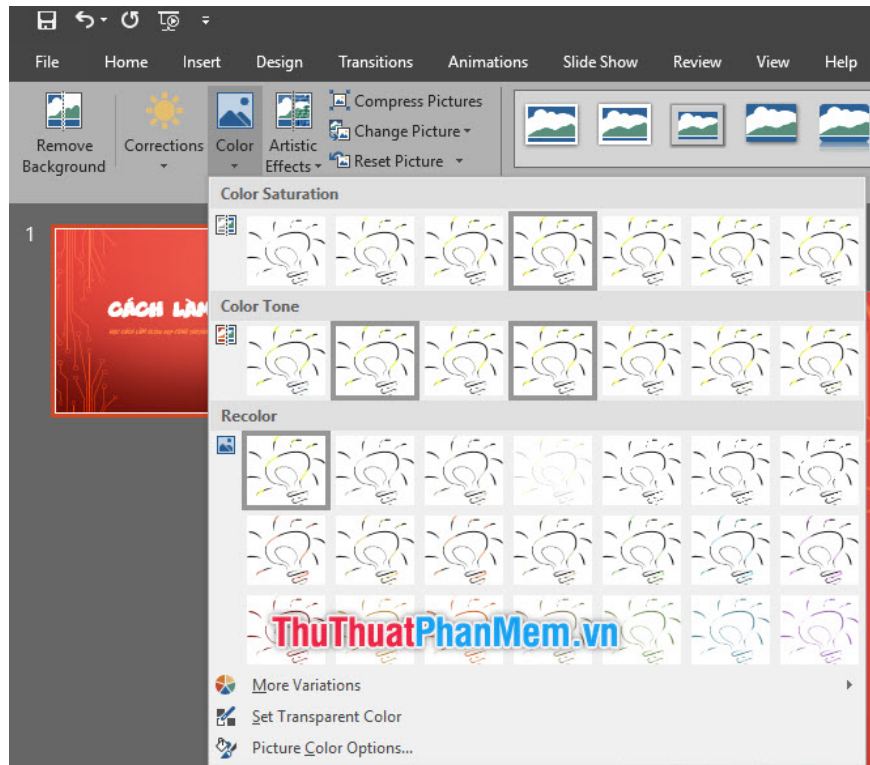 File Home Insert Design Transitions Animations Slide Show Review View Help
Remove Background
Corrections
Color
Artistic Effects
Compress Pictures
Change Picture
Reset Picture
Color Saturation
1
CÁCH LÀM
Color Tone
Recolor
ThuThuatPhanMem.vn
More Variations
Set Transparent Color
Picture Color Options...